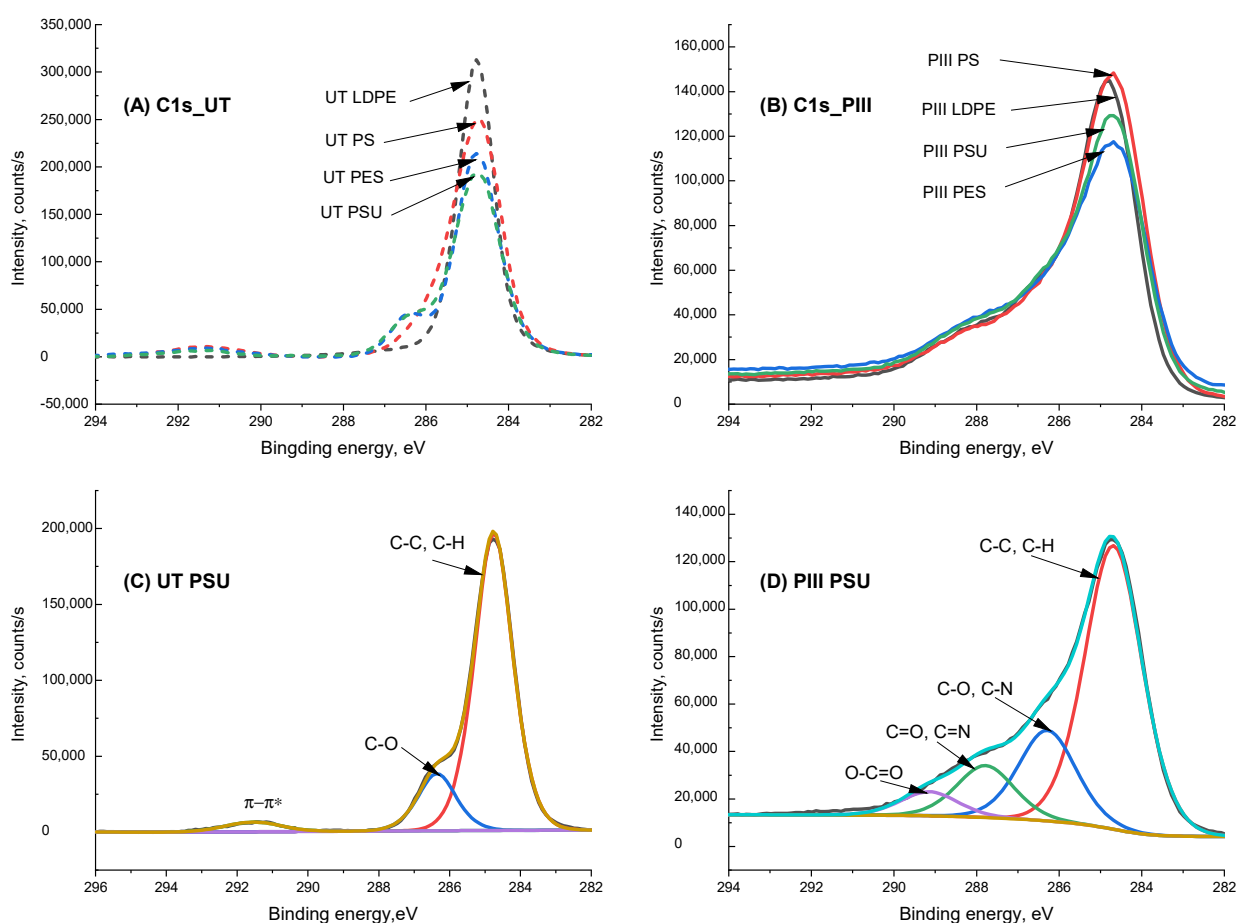 350,000
300,000
250,000
200,000
150,000
100,000
50,000
0
-50,000
Intensity, counts/s
(A) C1s_UT
UT LDPE
UT PS
UT PES
UT PSU
294 292 290 288 286 284 282
Bingding energy, eV
160,000
140,000
120,000
100,000
80,000
60,000
40,000
20,000
0
Intensity, counts/s
(B) C1s_PIII
PIII PS
PIII LDPE
PIII PSU
PIII PES
294 292 290 288 286 284 282
Binding energy, eV
200,000
150,000
100,000
50,000
0
Intensity, counts/s
(C) UT PSU
C-C, C-H
C-O
π−π*
296 294 292 290 288 286 284 282
Binding energy,eV
140,000
120,000
100,000
80,000
60,000
40,000
20,000
0
Intensity, counts/s
(D) PIII PSU
C-C, C-H
C-O, C-N
C=O, C=N
O-C=O
294 292 290 288 286 284 282
Binding energy, eV